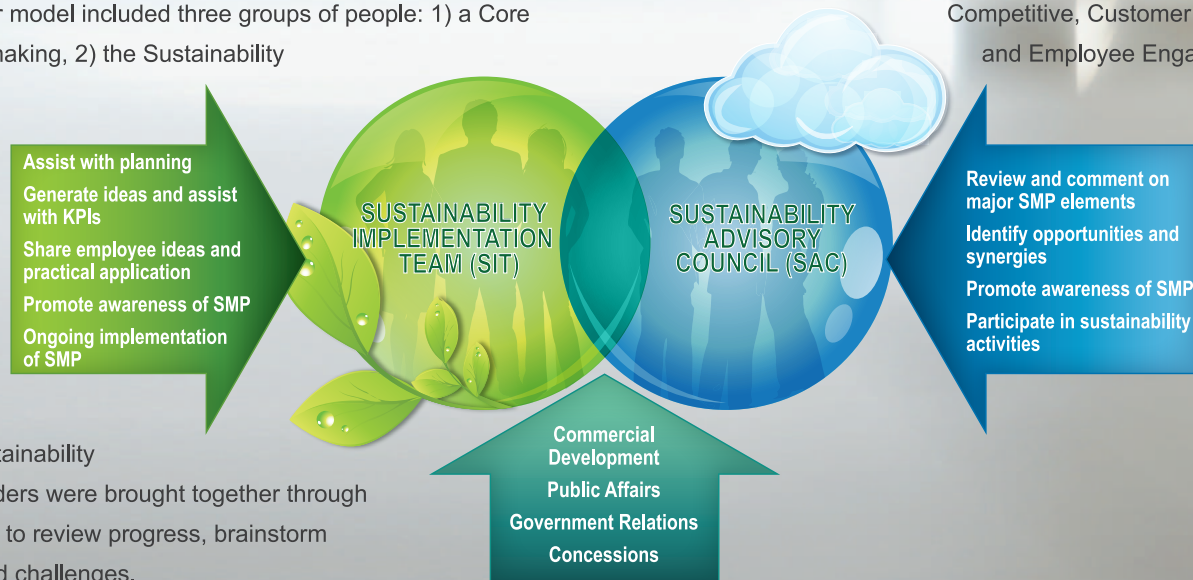 r model included three groups of people: 1) a Core
making, 2) the Sustainability
Competitive, Customer
and Employee Enga
Assist with planning
Generate ideas and assist
with KPIs
Share employee ideas and
practical application
Promote awareness of SMP
Ongoing implementation
of SMP
SUSTAINABILITY
IMPLEMENTATION
TEAM (SIT)
SUSTAINABILITY
ADVISORY
COUNCIL (SAC)
Review and comment on
major SMP elements
Identify opportunities and
synergies
Promote awareness of SMP
Participate in sustainability
activities
Commercial
Development
Public Affairs
Government Relations
Concessions
tainability
ders were brought together through
to review progress, brainstorm
d challenges.